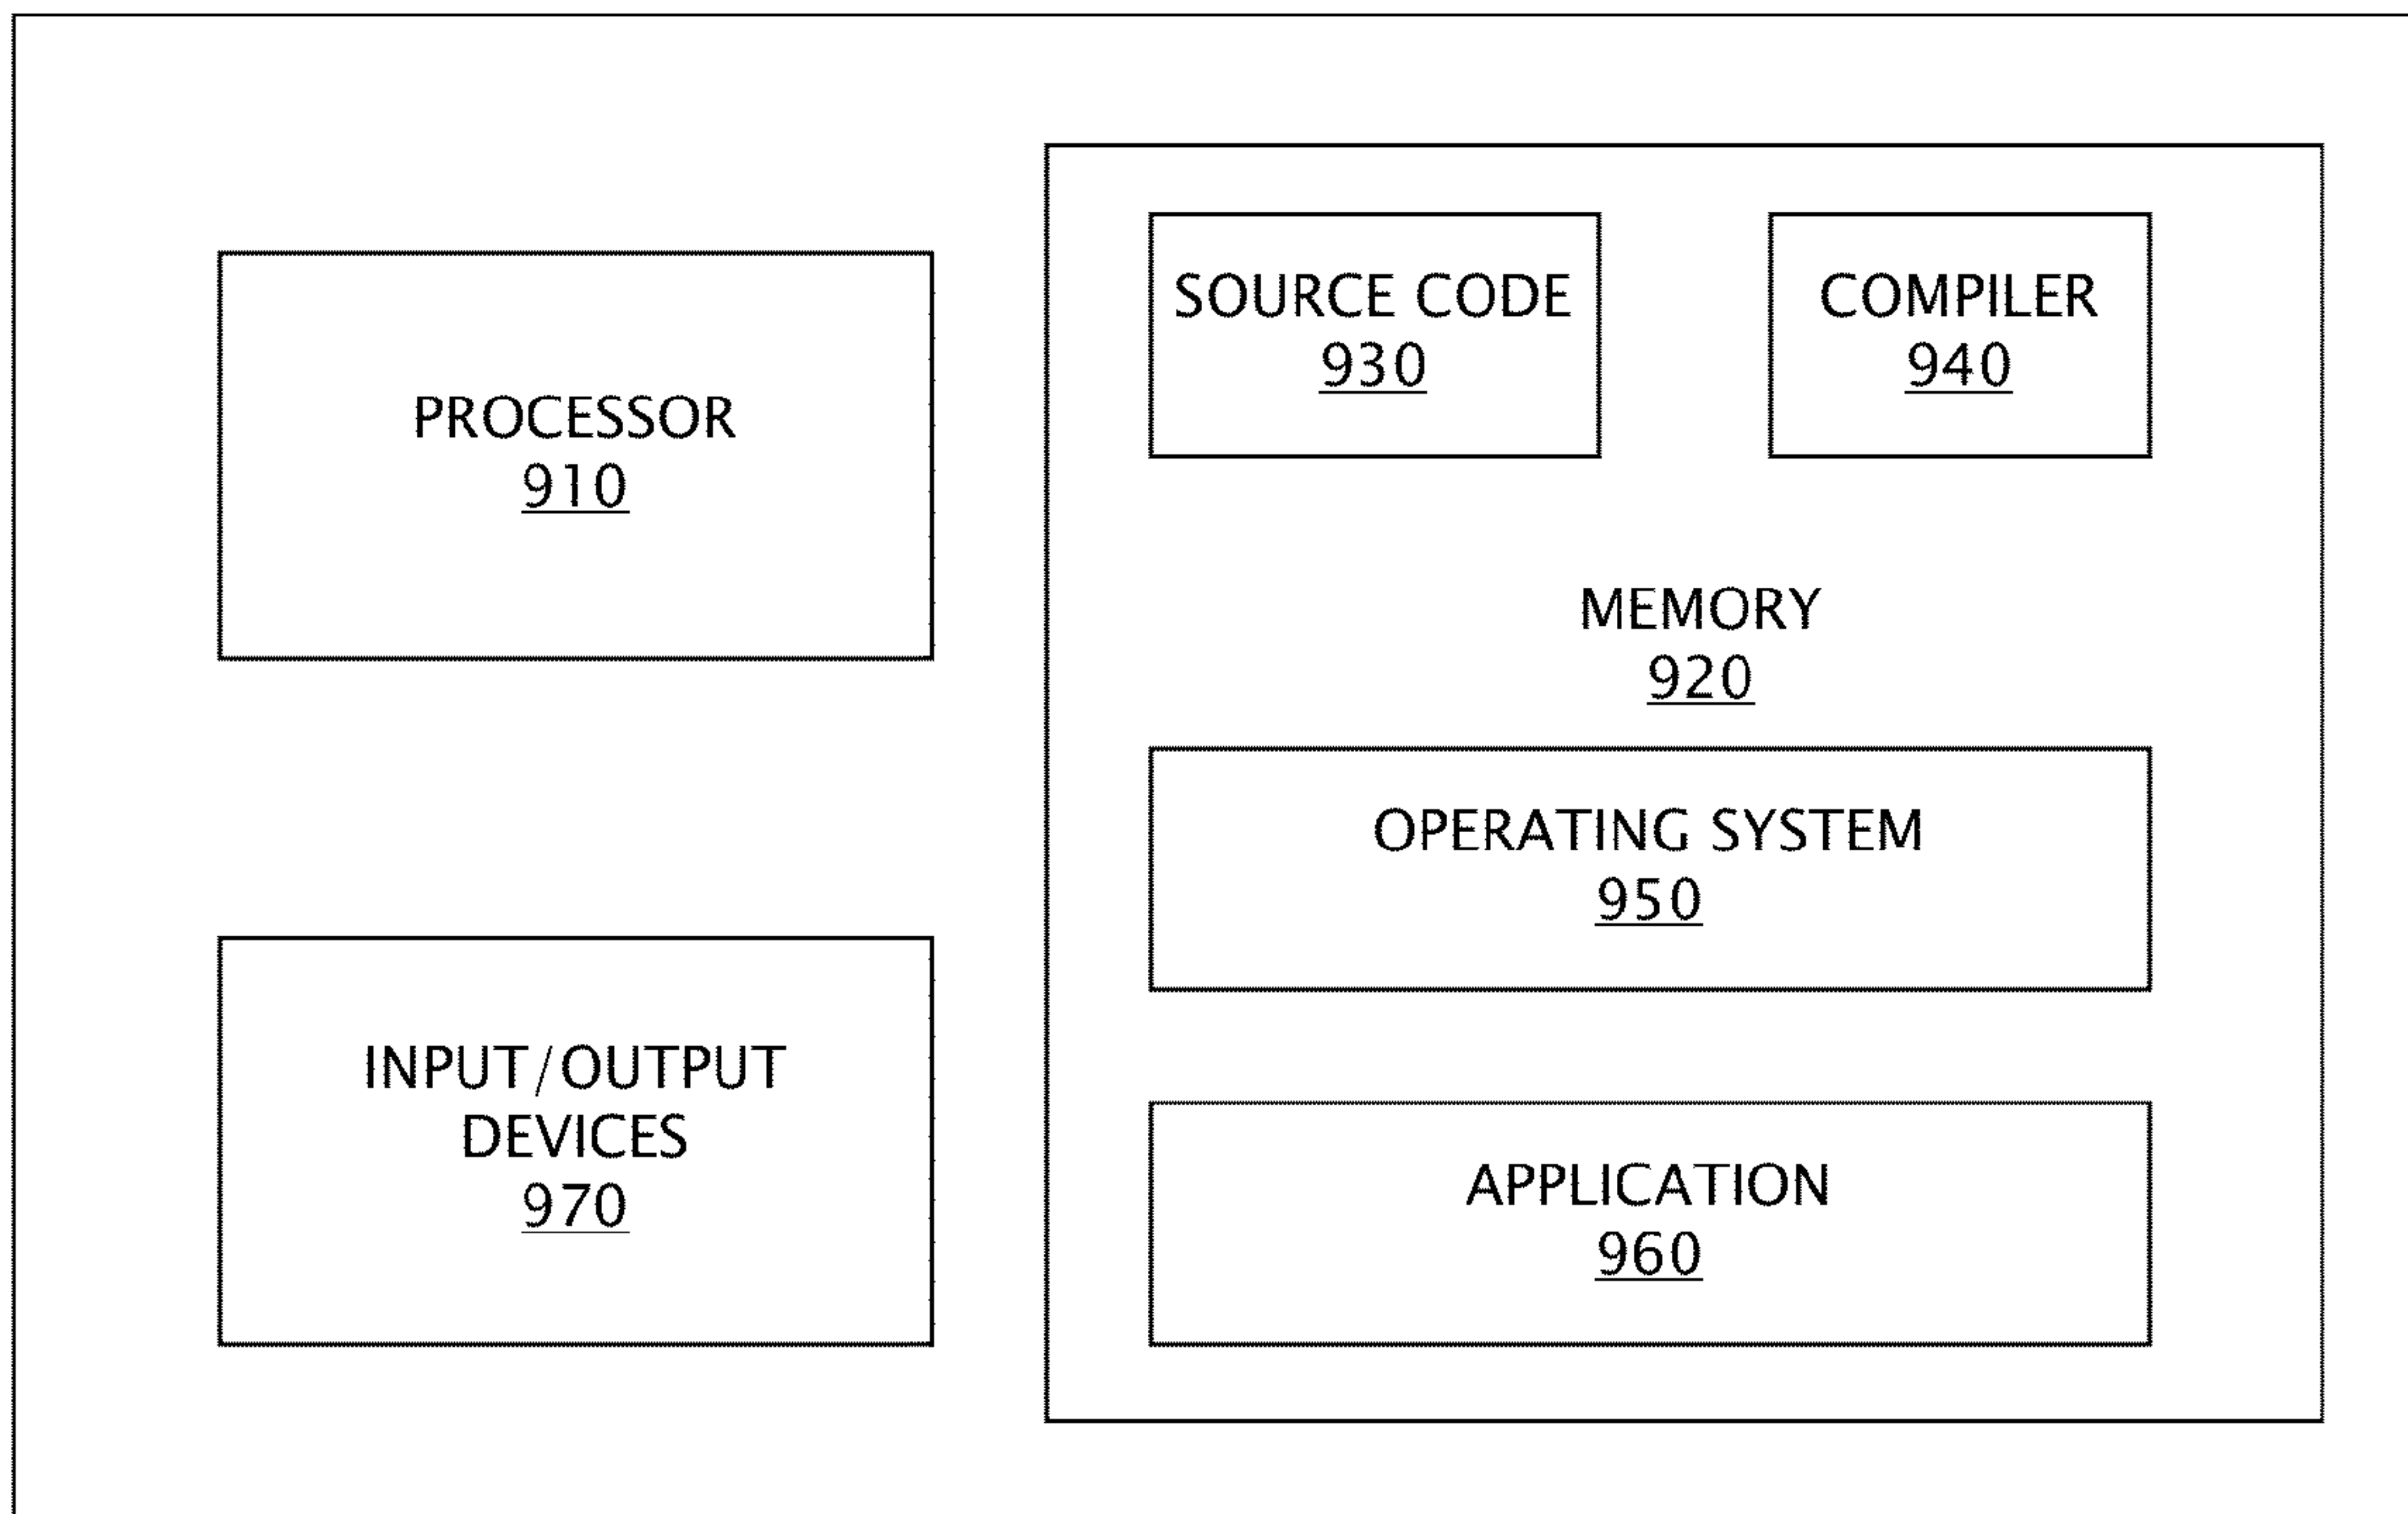 PROCESSOR
910
INPUT/OUTPUT
DEVICES
970
SOURCE CODE
930
COMPILER
940
MEMORY
920
OPERATING SYSTEM
950
APPLICATION
960